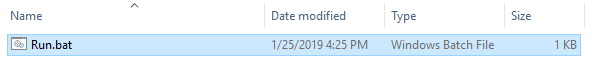 Name Date modified Type Size
Run.bat 1/25/2019 4:25 PM Windows Batch File 1 KB